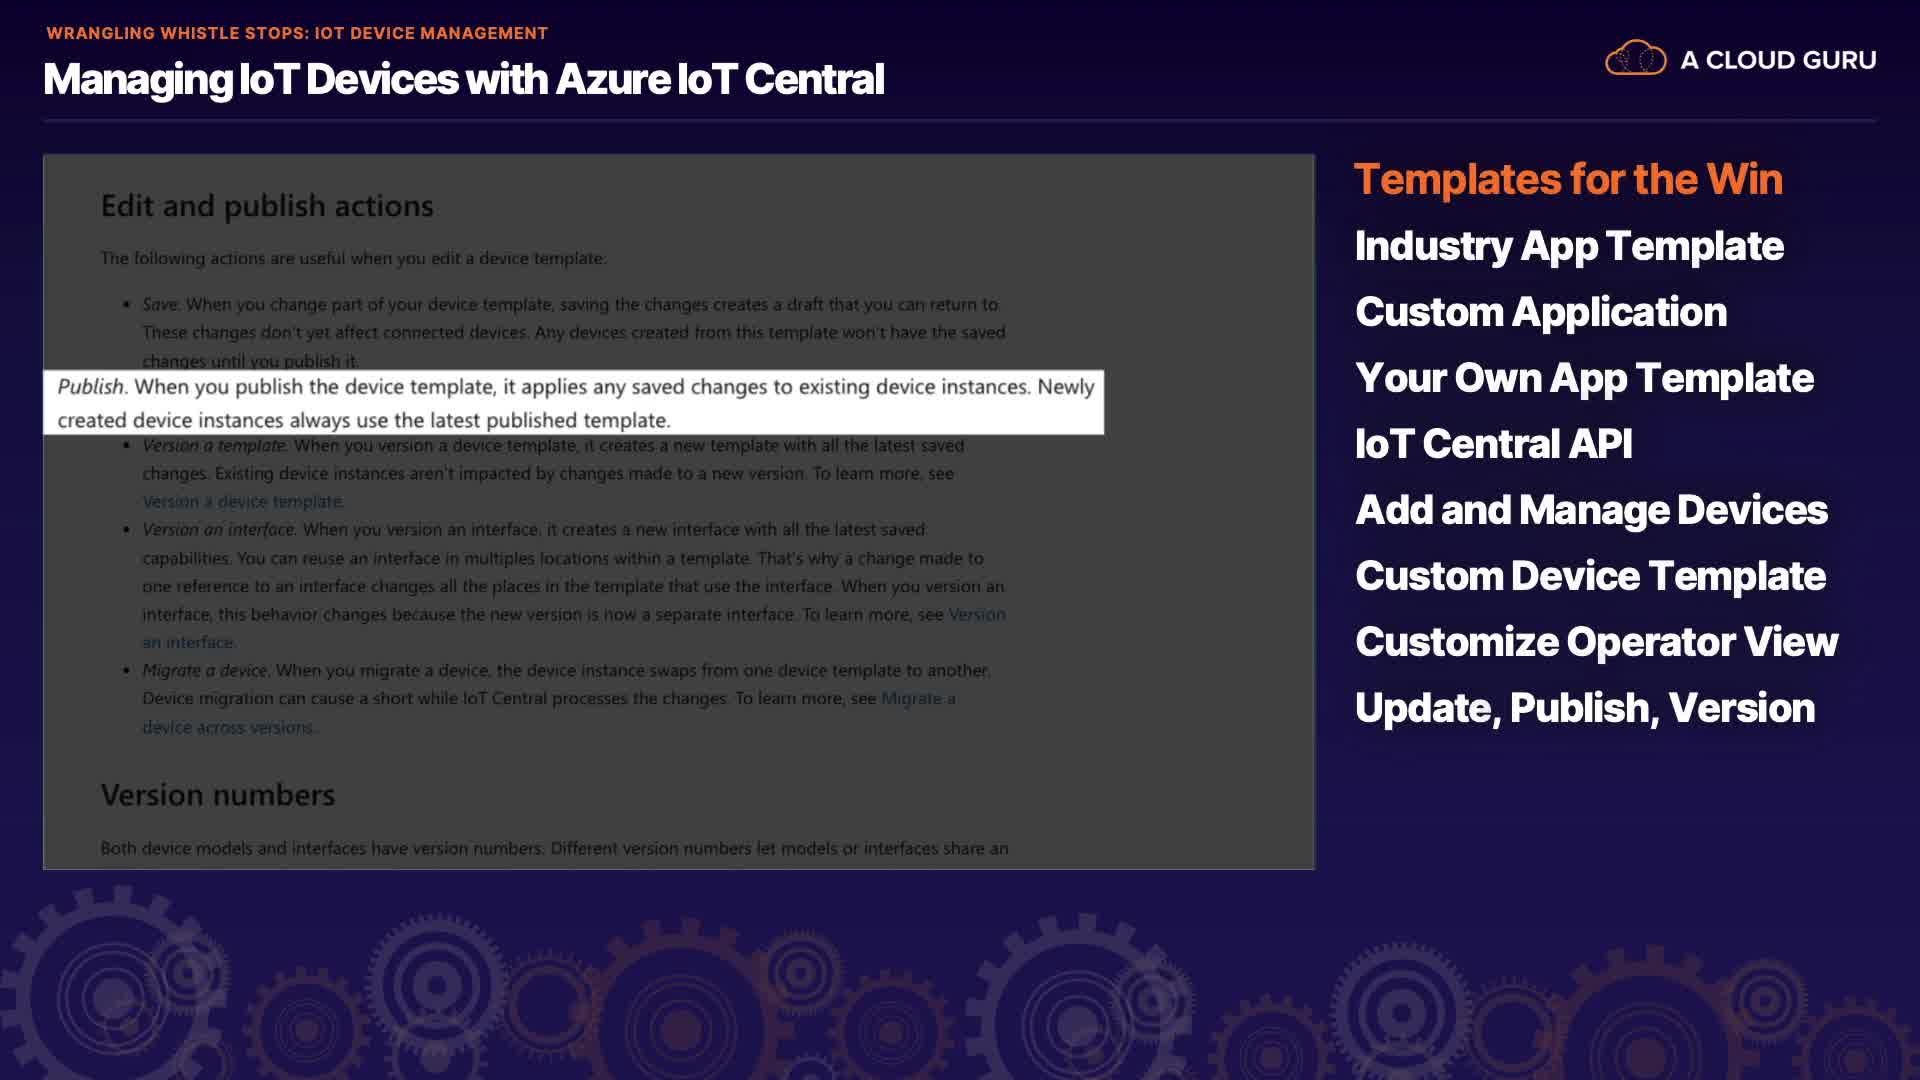 WRANGLING WHISTLE STOPS: IOT DEVICE MANAGEMENT
Managing IoT Devices with Azure IoT Central
A CLOUD GURU
Edit and publish actions
The following actions are useful when you edit a device template:
• Save. When you change part of your device template, saving the changes creates a draft that you can return to.
These changes don't yet affect connected devices. Any devices created from this template won't have the saved
changes until you publish it.
Publish. When you publish the device template, it applies any saved changes to existing device instances. Newly
created device instances always use the latest published template.
• Version a template. When you version a device template, it creates a new template with all the latest saved
changes. Existing device instances aren't impacted by changes made to a new version. To learn more, see
Version a device template.
• Version an interface. When you version an interface, it creates a new interface with all the latest saved
capabilities. You can reuse an interface in multiples locations within a template. That's why a change made to
one reference to an interface changes all the places in the template that use the interface. When you version an
interface, this behavior changes because the new version is now a separate interface. To learn more, see Version
an interface.
• Migrate a device. When you migrate a device, the device instance swaps from one device template to another.
Device migration can cause a short while IoT Central processes the changes. To learn more, see Migrate a
device across versions.
Version numbers
Both device models and interfaces have version numbers. Different version numbers let models or interfaces share an
Templates for the Win
Industry App Template
Custom Application
Your Own App Template
IoT Central API
Add and Manage Devices
Custom Device Template
Customize Operator View
Update, Publish, Version